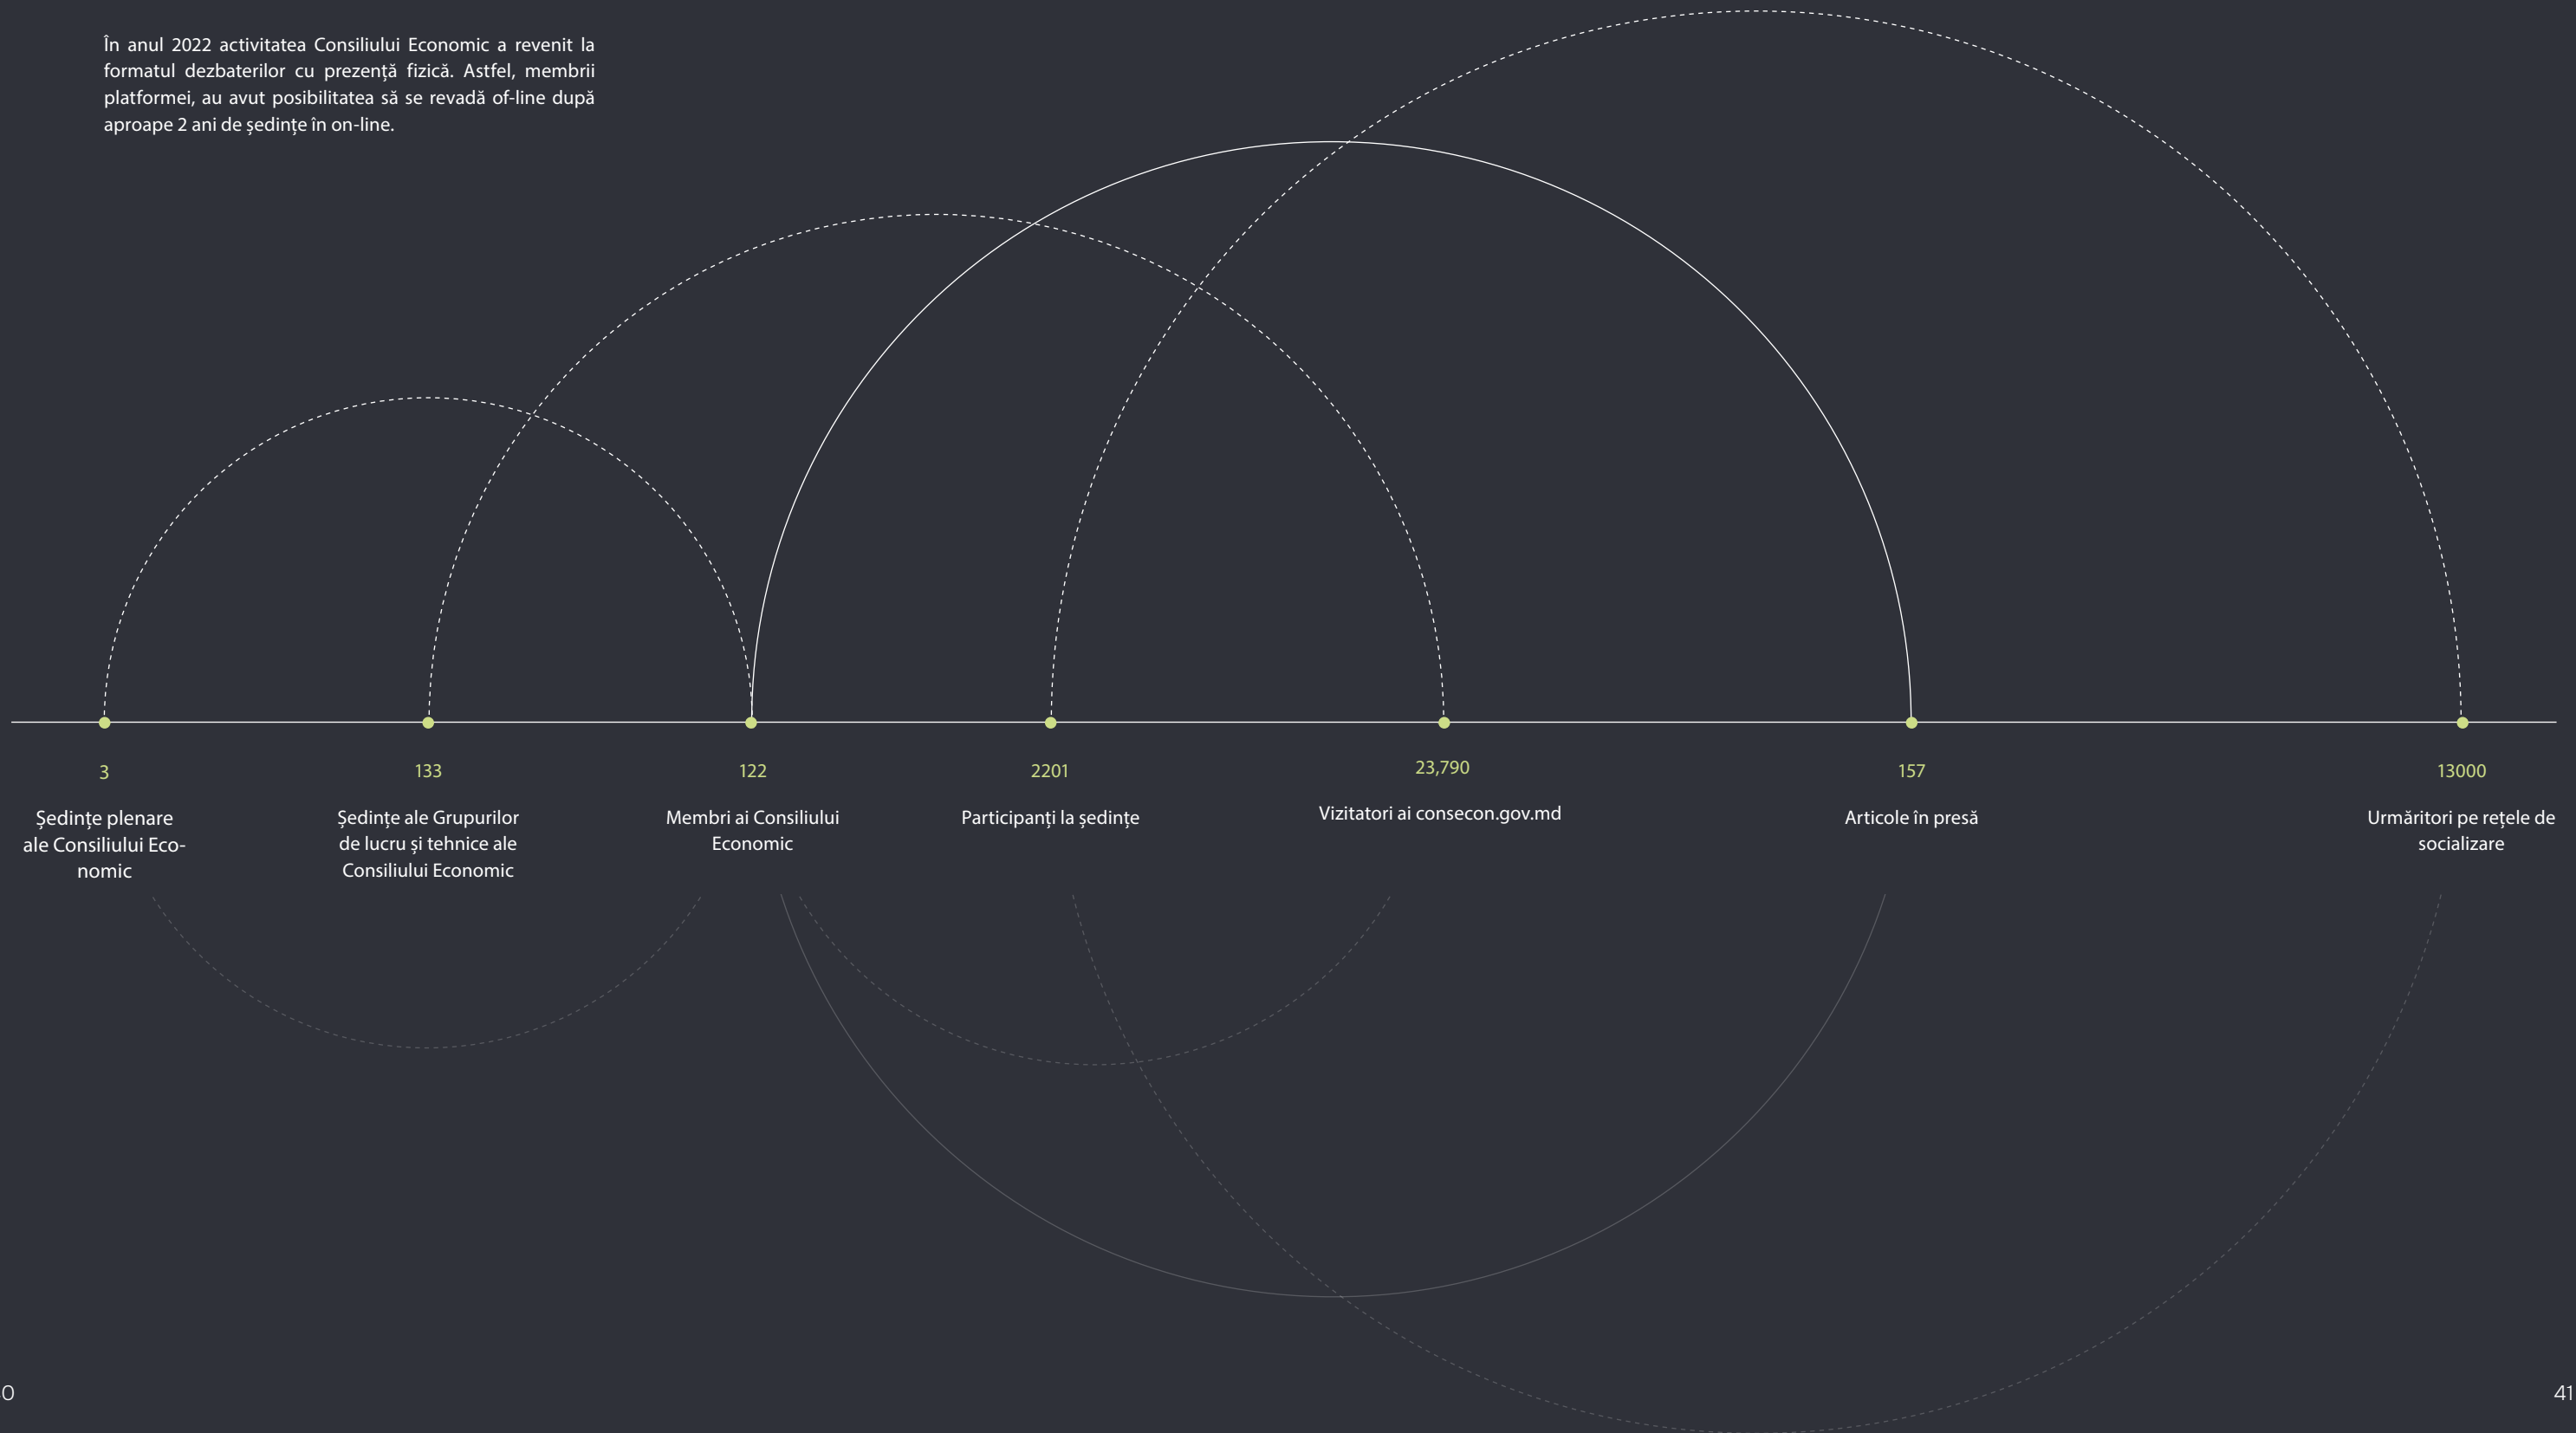 În anul 2022 activitatea Consiliului Economic a revenit la
formatul dezbaterilor cu prezență fizică. Astfel, membrii
platformei, au avut posibilitatea să se revadă of-line după
aproape 2 ani de ședințe în on-line.
3
Ședințe plenare
ale Consiliului Eco-
nomic
133
Ședințe ale Grupurilor
de lucru și tehnice ale
Consiliului Economic
122
Membri ai Consiliului
Economic
2201
Participanți la ședințe
23,790
Vizitatori ai consecon.gov.md
157
Articole în presă
13000
Urmăritori pe rețele de
socializare
0
41